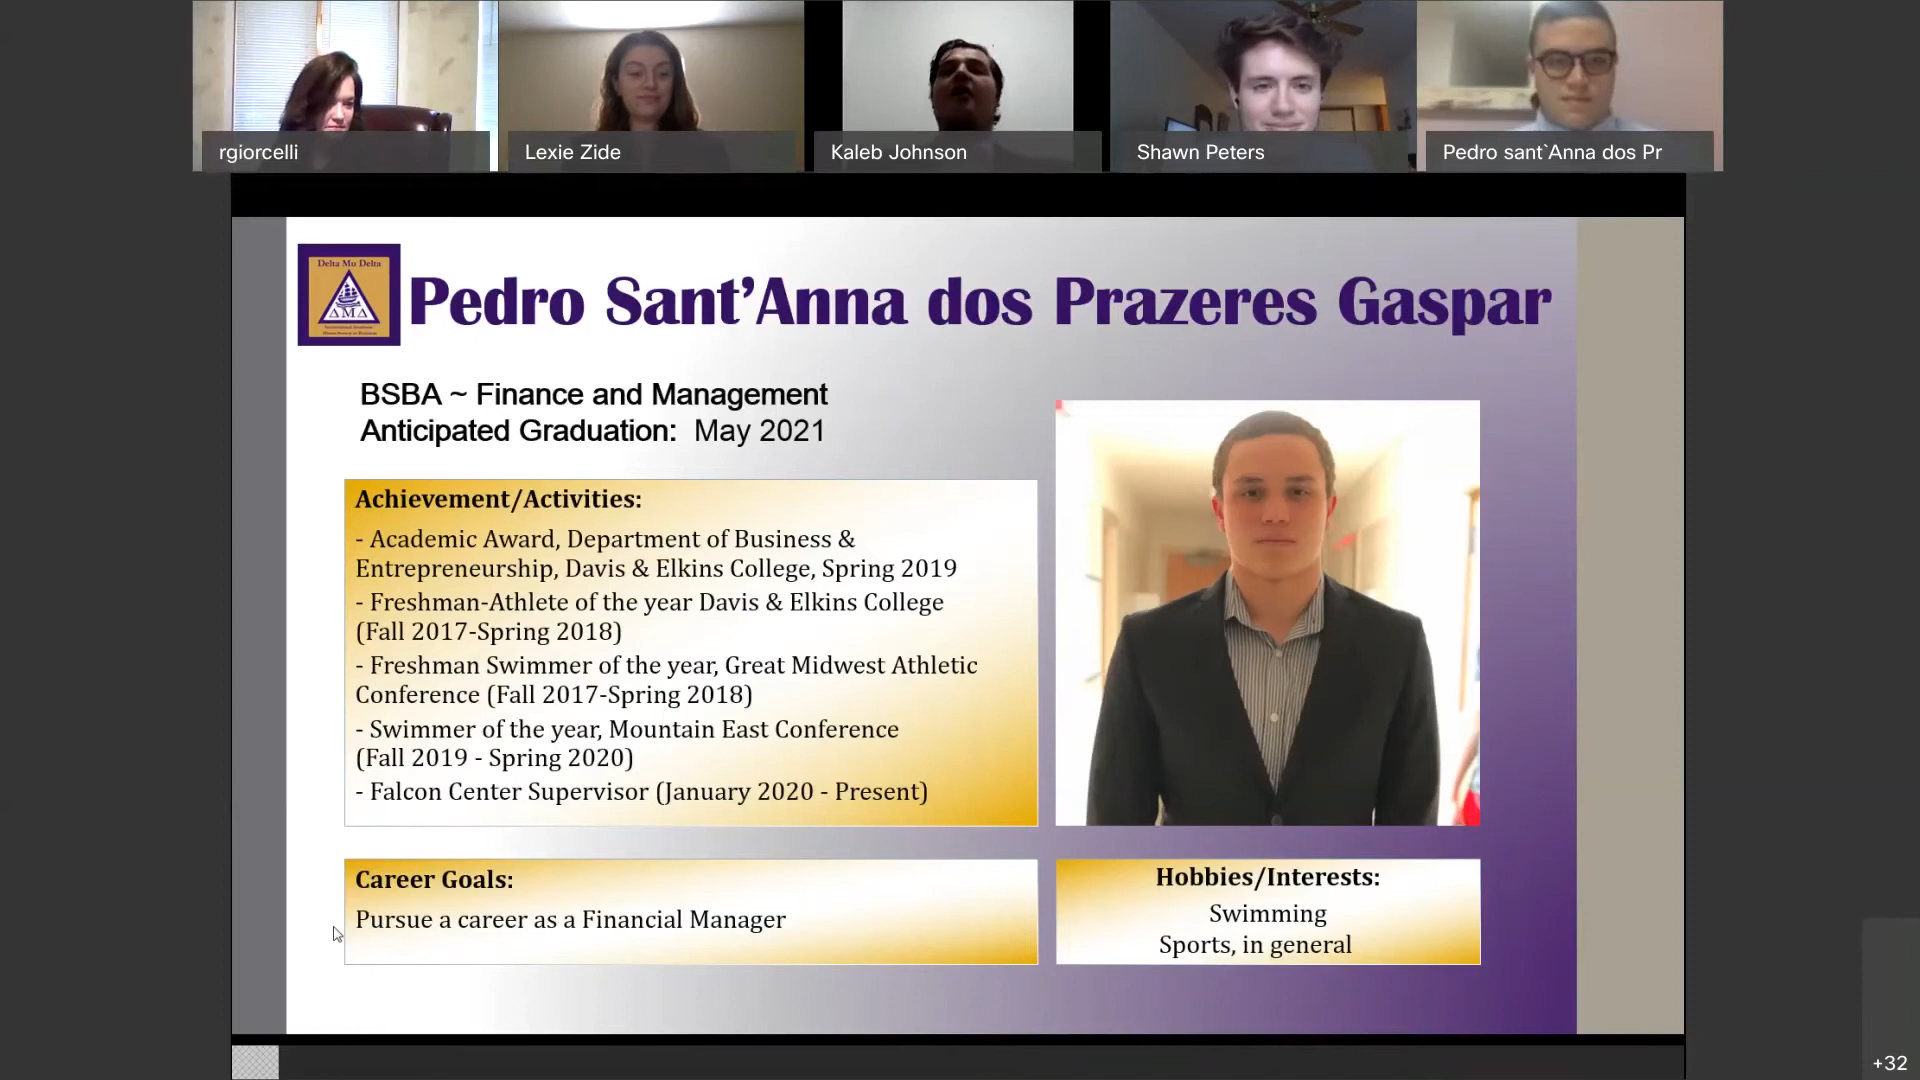 rgiorcelli
Lexie Zide
Kaleb Johnson
Shawn Peters
Pedro sant`Anna dos Pr
Delta Mu Delta
ΔΜΔ
Pedro Sant’Anna dos Prazeres Gaspar
BSBA ~ Finance and Management
Anticipated Graduation: May 2021
Achievement/Activities:
- Academic Award, Department of Business &
Entrepreneurship, Davis & Elkins College, Spring 2019
- Freshman-Athlete of the year Davis & Elkins College
(Fall 2017-Spring 2018)
- Freshman Swimmer of the year, Great Midwest Athletic
Conference (Fall 2017-Spring 2018)
- Swimmer of the year, Mountain East Conference
(Fall 2019 - Spring 2020)
- Falcon Center Supervisor (January 2020 - Present)
Career Goals:
Pursue a career as a Financial Manager
Hobbies/Interests:
Swimming
Sports, in general
+32